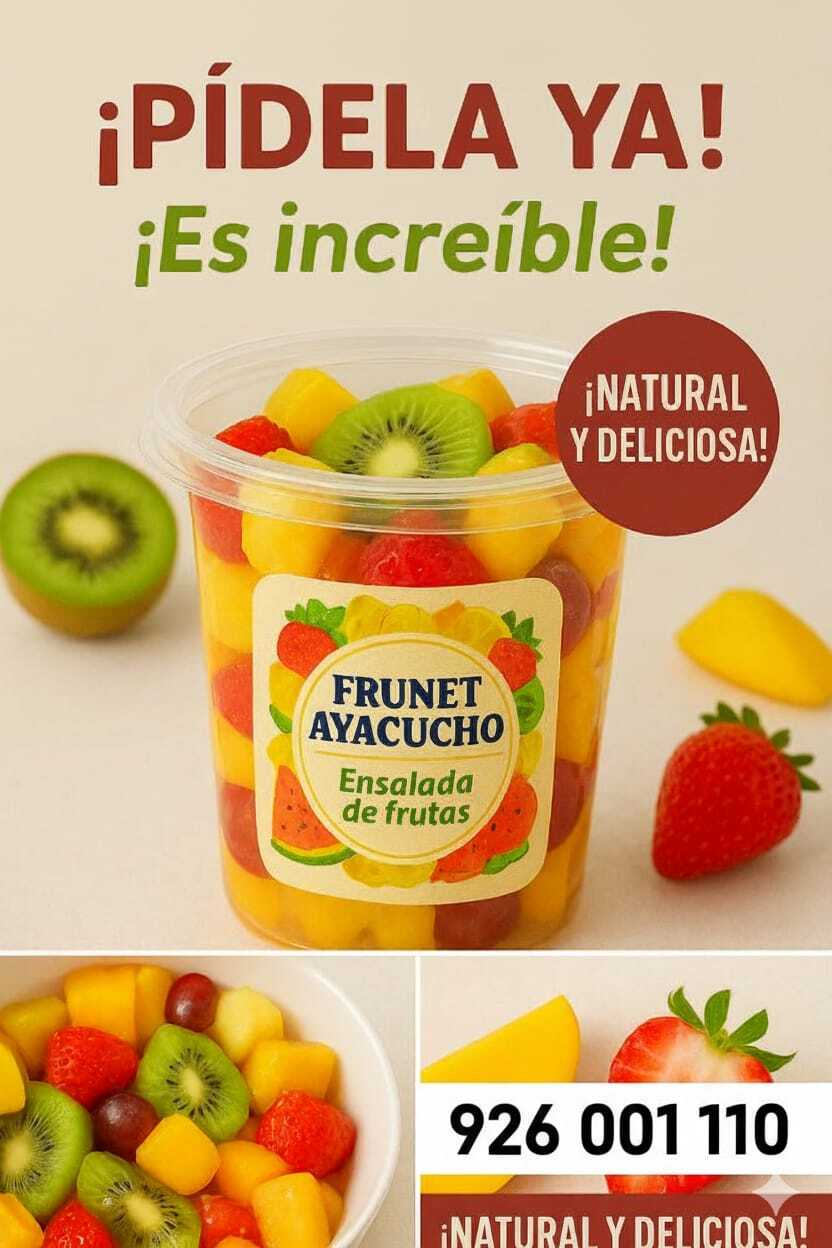 ¡PÍDELA YA!
¡Es increíble!
¡NATURAL
Y DELICIOSA!
FRUNET
AYACUCHO
Ensalada
de frutas
926 001 110
¡NATURAL Y DELICIOSA!